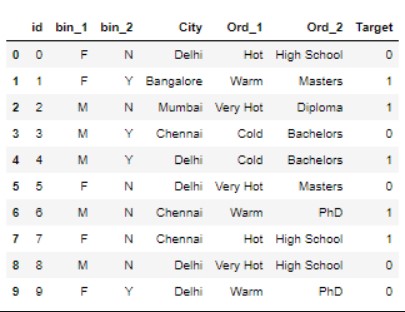 id bin_1 bin_2 City Ord_1 Ord_2 Target
0 0 F N Delhi Hot High School 0
1 1 F Y Bangalore Warm Masters 1
2 2 M N Mumbai Very Hot Diploma 1
3 3 M Y Chennai Cold Bachelors 0
4 4 M Y Delhi Cold Bachelors 1
5 5 F N Delhi Very Hot Masters 0
6 6 M N Chennai Warm PhD 1
7 7 F N Chennai Hot High School 1
8 8 M N Delhi Very Hot High School 0
9 9 F Y Delhi Warm PhD 0